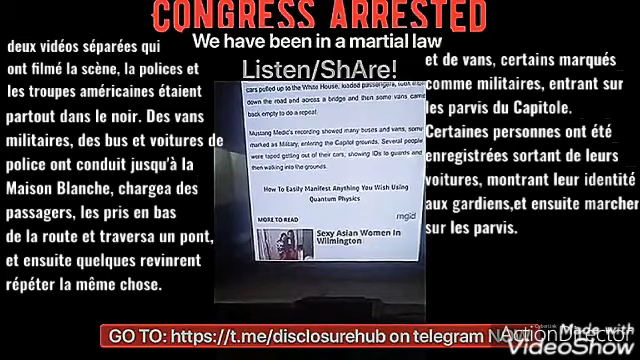 CONGRESS ARRESTED
We have been in a martial law
Listen/ShAre!
deux vidéos séparées qui
ont filmé la scène, la polices et
les troupes américaines étaient
partout dans le noir. Des vans
militaires, des bus et voitures de
police ont conduit jusqu'à la
Maison Blanche, chargea des
passagers, les pris en bas
de la route et traversa un pont,
et ensuite quelques revinrent
répéter la même chose.
cars pulled up to the White House, loaded passengers, took them
down the road and across a bridge and then some vans came
back empty to do a repeat.
Mustang Medic's recording showed many buses and vans, some
marked as Military, entering the Capitol grounds. Several people
were taped getting out of their cars, showing IDs to guards and
then walking into the grounds.
How To Easily Manifest Anything You Wish Using
Quantum Physics
mgid
MORE TO READ
Sexy Asian Women In
Wilmington
et de vans, certains marqués
comme militaires, entrant sur
les parvis du Capitole.
Certaines personnes ont été
enregistrées sortant de leurs
voitures, montrant leur identité
aux gardiens,et ensuite marcher
sur les parvis.
GO TO: https://t.me/disclosurehub on telegram
CyberLink
ActionDirector
Made with
VideoShow